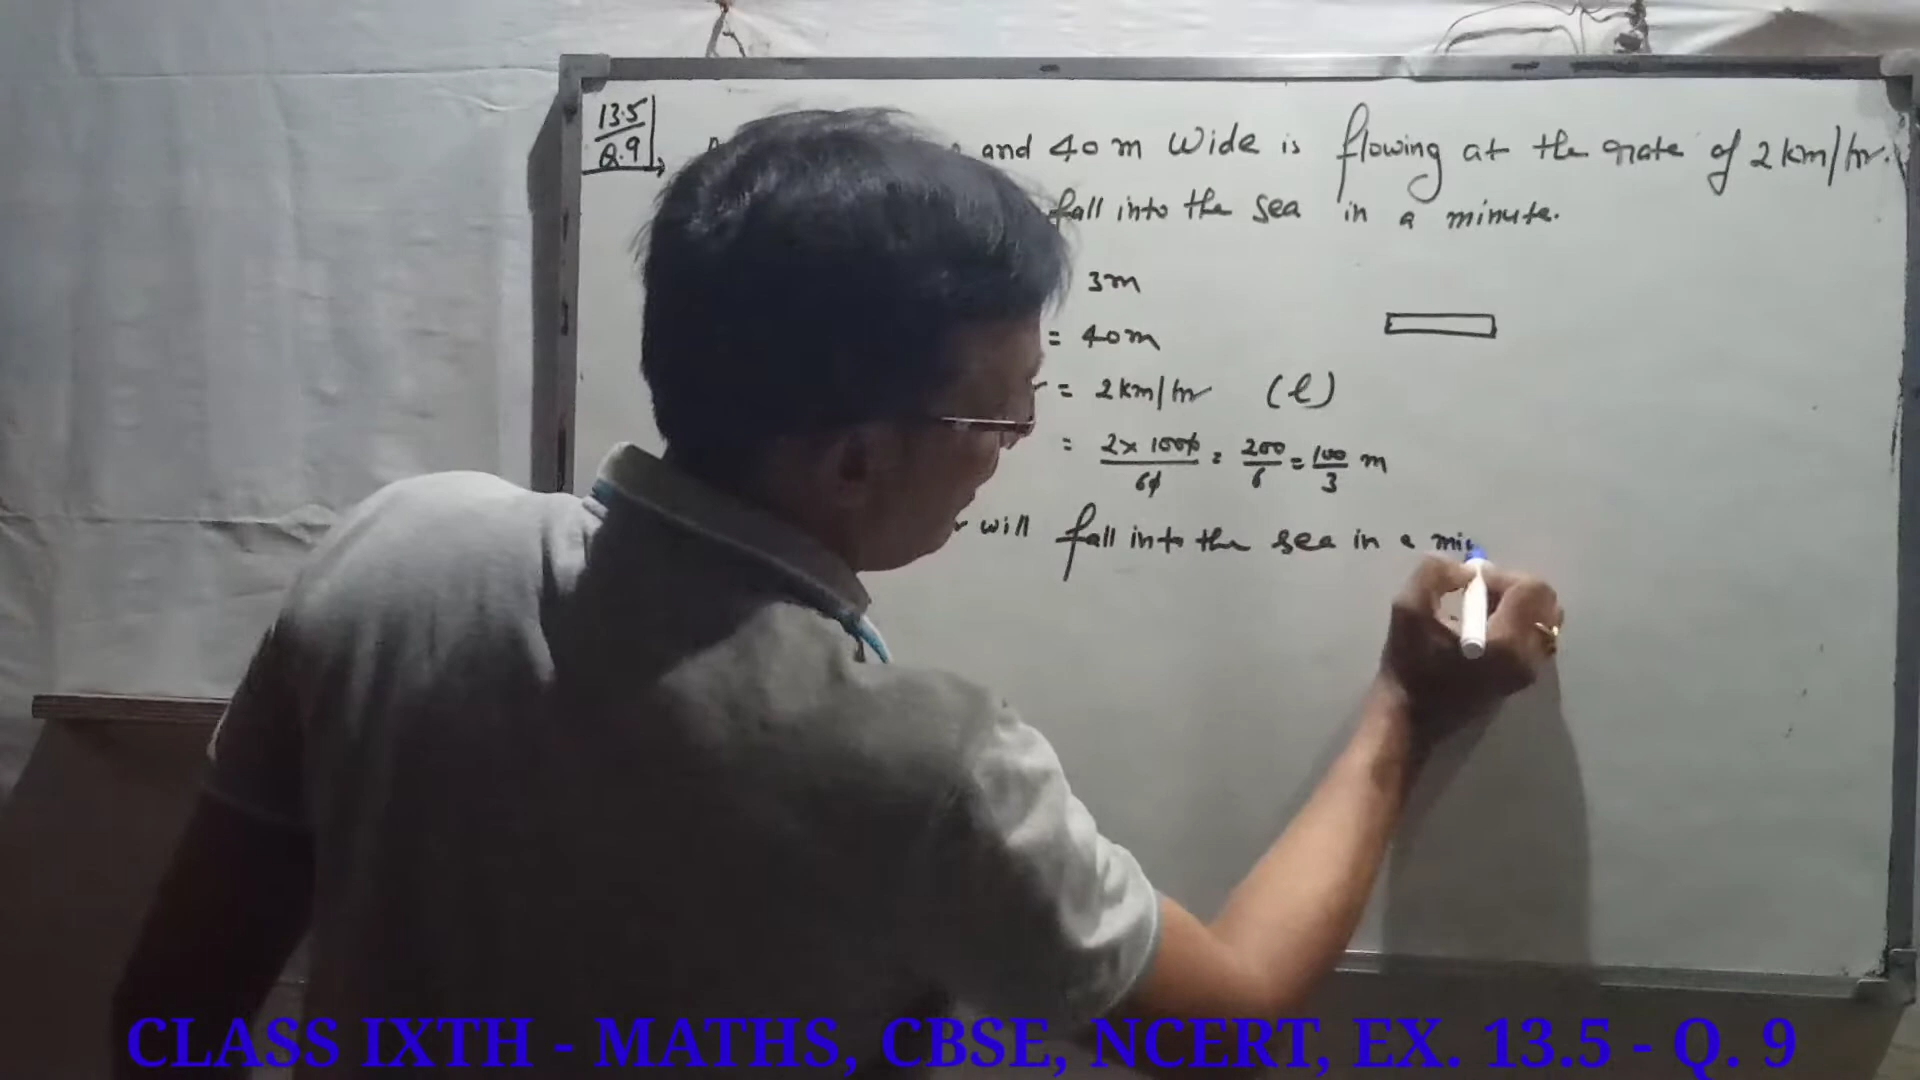 13.5
Q.9
and 40 m Wide is flowing at the rate of 2 km/hr.
fall into the sea in a minute.
3m
= 40m
= 2km/hr (l)
= 2x1000/60 = 200/6 = 100/3 m
will fall into the sea in a min
CLASS IXTH - MATHS, CBSE, NCERT, EX. 13.5 - Q. 9